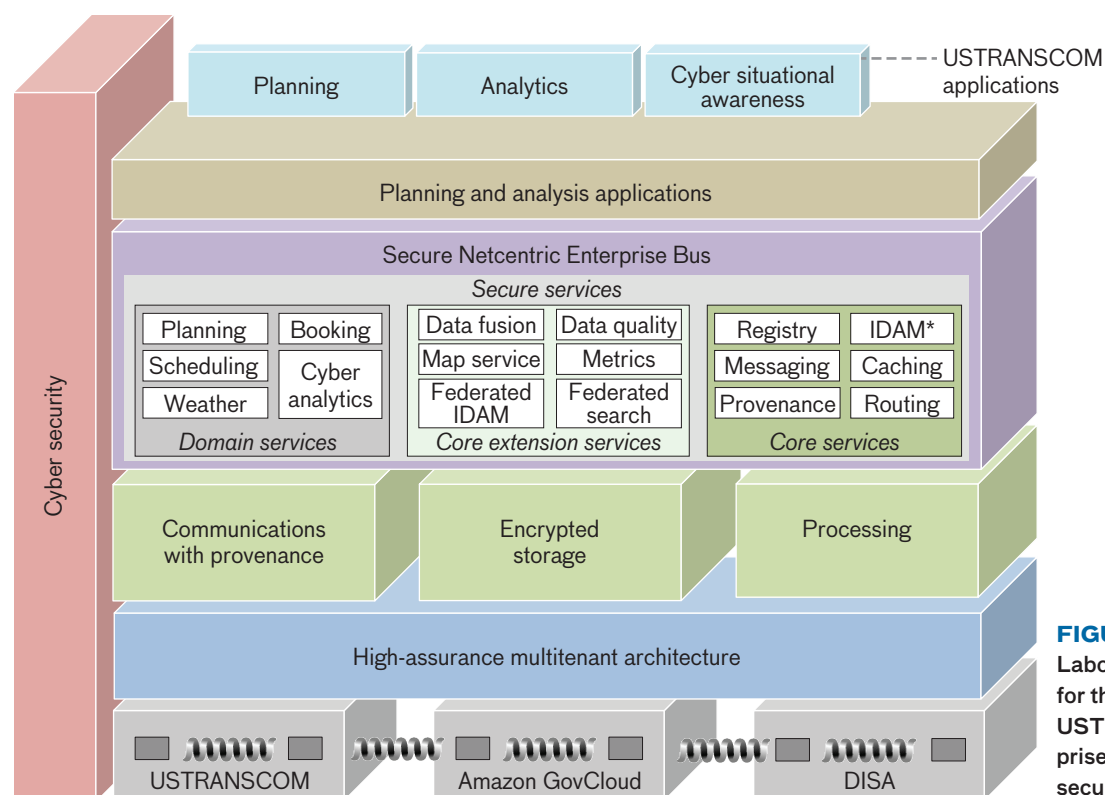 Planning
Analytics
Cyber situational
awareness
USTRANSCOM
applications
Planning and analysis applications
Secure Netcentric Enterprise Bus
Secure services
Planning
Booking
Scheduling
Cyber
analytics
Weather
Domain services
Data fusion
Data quality
Map service
Metrics
Federated
IDAM
Federated
search
Core extension services
Registry
IDAM*
Messaging
Caching
Provenance
Routing
Core services
Cyber security
Communications
with provenance
Encrypted
storage
Processing
High-assurance multitenant architecture
USTRANSCOM
Amazon GovCloud
DISA
FIGU
Labo
for th
USTR
prise
secu